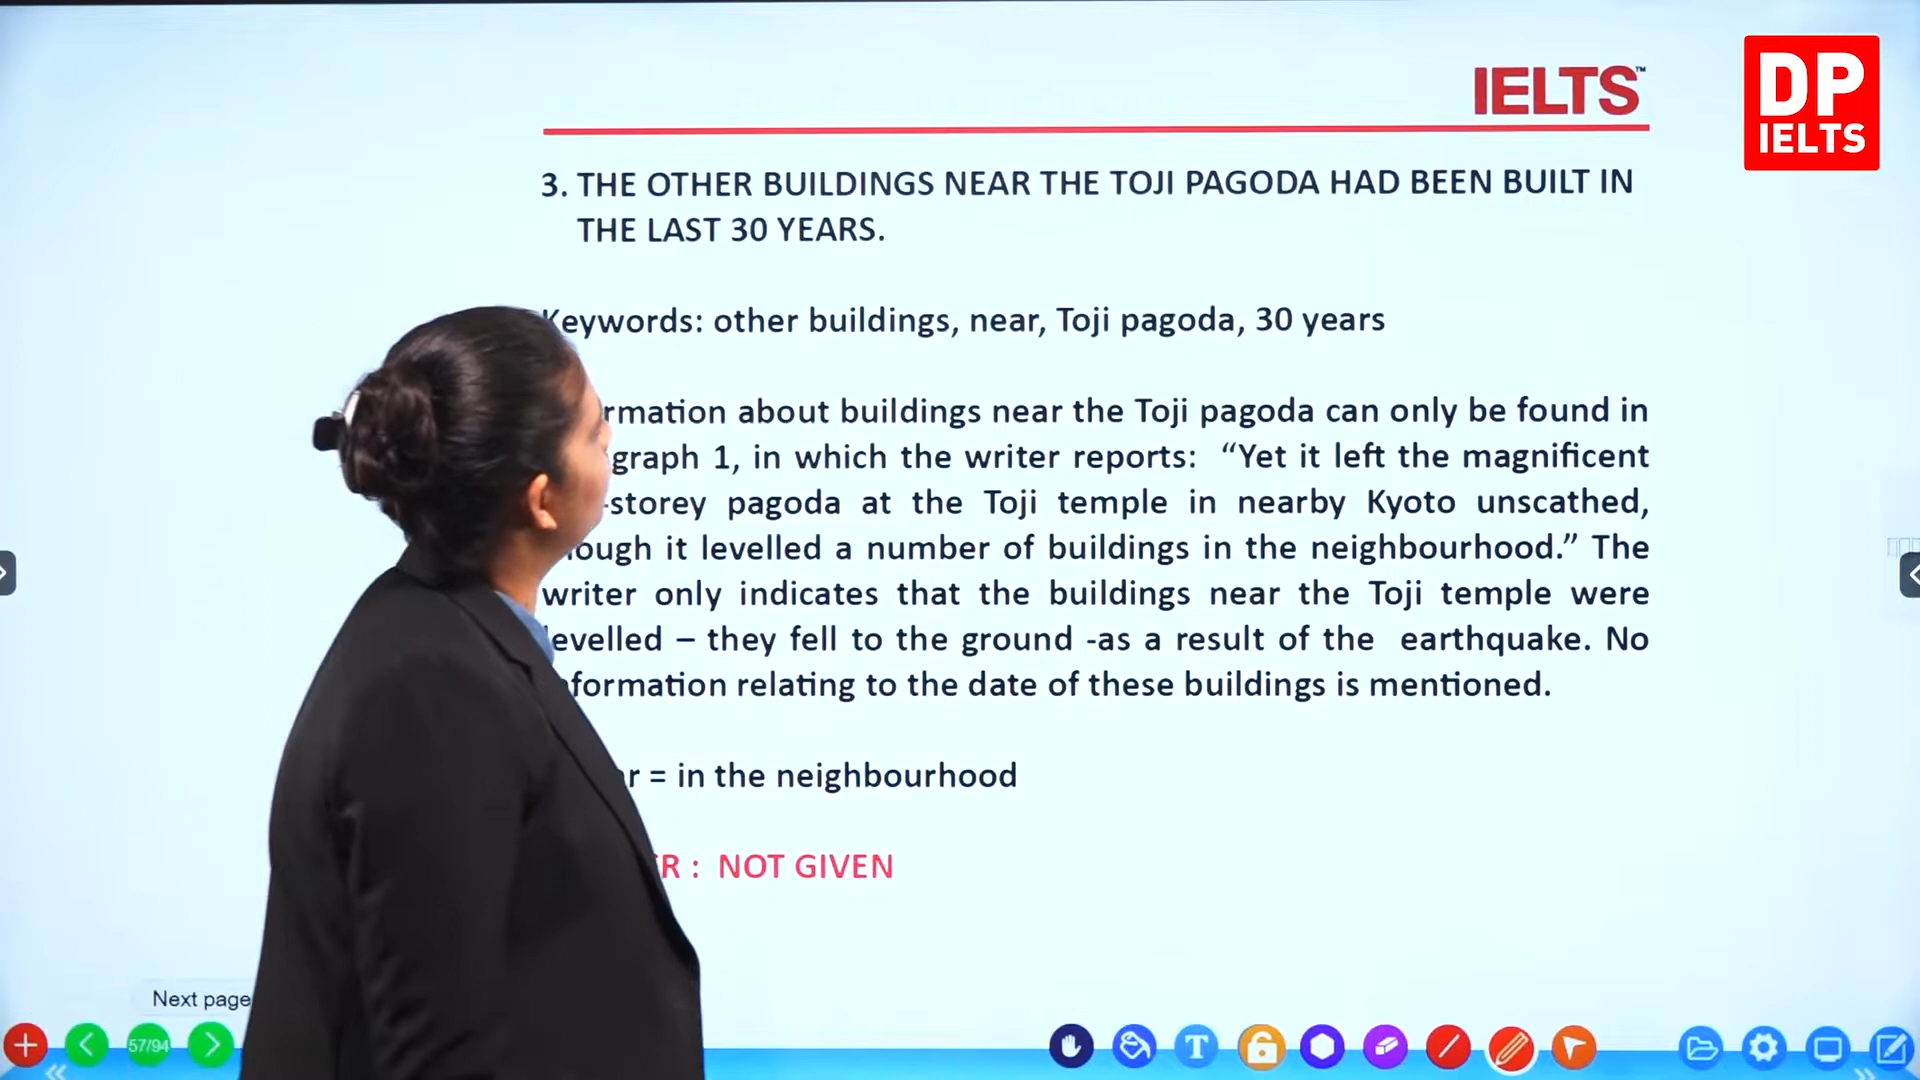 IELTS™
DP
IELTS
3. THE OTHER BUILDINGS NEAR THE TOJI PAGODA HAD BEEN BUILT IN
THE LAST 30 YEARS.
Keywords: other buildings, near, Toji pagoda, 30 years
rmation about buildings near the Toji pagoda can only be found in
graph 1, in which the writer reports: “Yet it left the magnificent
-storey pagoda at the Toji temple in nearby Kyoto unscathed,
though it levelled a number of buildings in the neighbourhood.” The
writer only indicates that the buildings near the Toji temple were
levelled – they fell to the ground -as a result of the earthquake. No
information relating to the date of these buildings is mentioned.
r = in the neighbourhood
R : NOT GIVEN
Next page
57/94
T